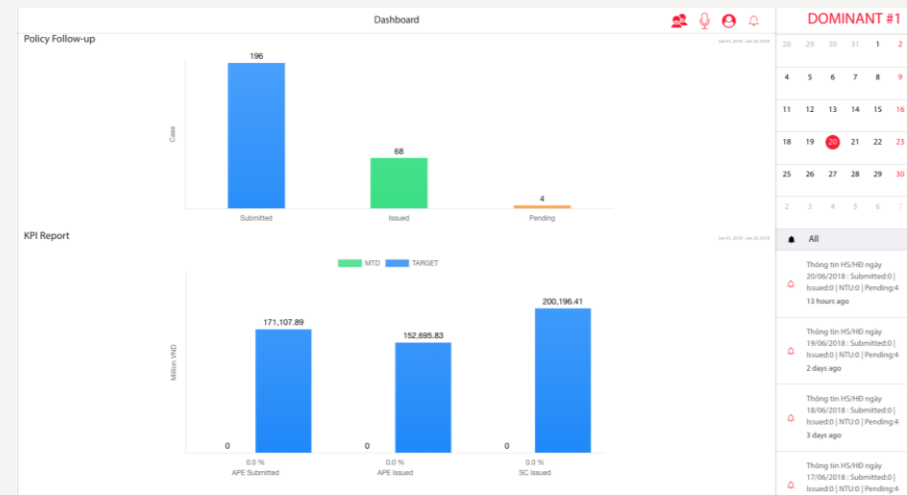 Dashboard
DOMINANT #1
Policy Follow-up
196
68
4
Case
Submitted
Issued
Pending
KPI Report
MTD
TARGET
171,107.89
152,695.83
200,196.41
Million VND
0
0
0
0.0 %
0.0 %
0.0 %
APE Submitted
APE Issued
SC Issued
28 29 30 31 1 2
4 5 6 7 8 9
11 12 13 14 15 16
18 19 20 21 22 23
25 26 27 28 29 30
2 3 4 5 6 7
All
Thông tin HS/HĐ ngày
20/06/2018 : Submitted:0 |
Issued:0 | NTU:0 | Pending:4
13 hours ago
Thông tin HS/HĐ ngày
19/06/2018 : Submitted:0 |
Issued:0 | NTU:0 | Pending:4
2 days ago
Thông tin HS/HĐ ngày
18/06/2018 : Submitted:0 |
Issued:0 | NTU:0 | Pending:4
3 days ago
Thông tin HS/HĐ ngày
17/06/2018 : Submitted:0 |
Issued:0 | NTU:0 | Pending:4